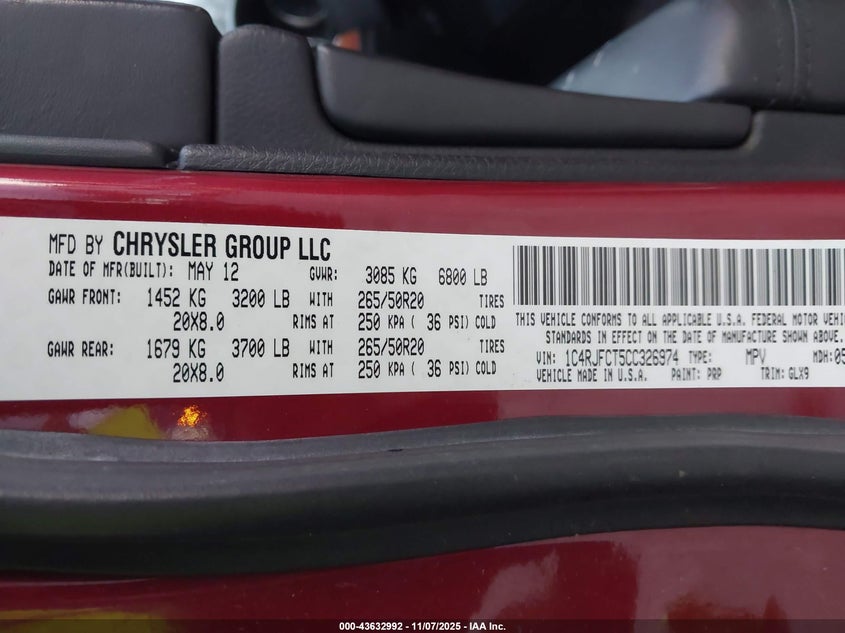 MFD BY CHRYSLER GROUP LLC
DATE OF MFR(BUILT): MAY 12 GVWR: 3085 KG 6800 LB
GAWR FRONT: 1452 KG 3200 LB WITH 265/50R20 TIRES
20X8.0 RIMS AT 250 KPA ( 36 PSI) COLD
GAWR REAR: 1679 KG 3700 LB WITH 265/50R20 TIRES
20X8.0 RIMS AT 250 KPA ( 36 PSI) COLD
THIS VEHICLE CONFORMS TO ALL APPLICABLE U.S.A. FEDERAL MOTOR VEHIC
STANDARDS IN EFFECT ON THE DATE OF MANUFACTURE SHOWN ABOVE.
VIN: 1C4RJFCT5CC326974 TYPE: MPV MDH: 05
VEHICLE MADE IN U.S.A. PAINT: PRP TRIM: GLX9
000-43632992 - 11/07/2025 - IAA Inc.